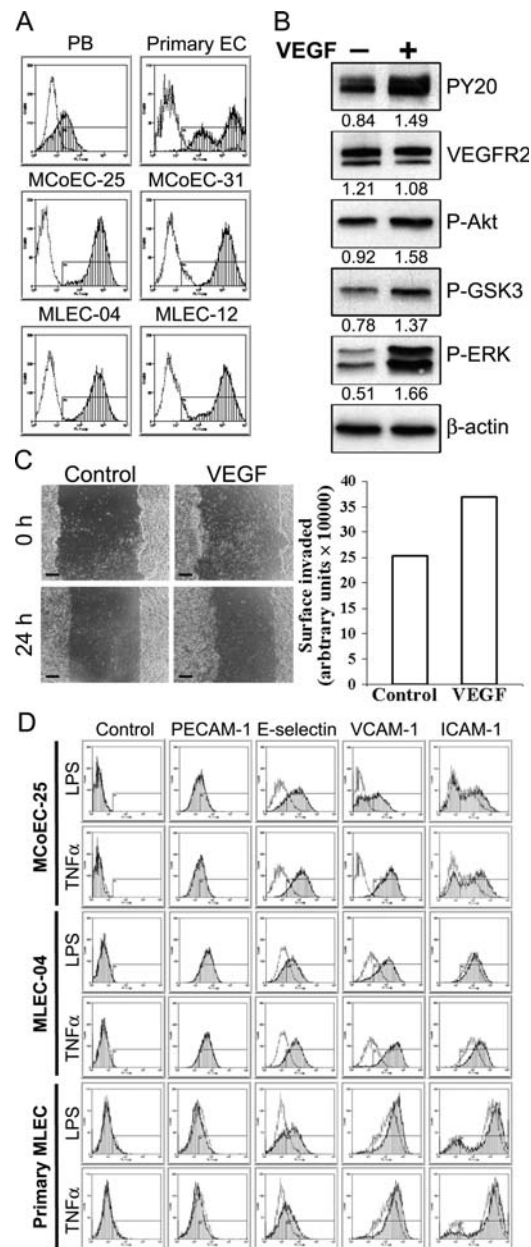 A
PB
Primary EC
MCoEC-25
MCoEC-31
MLEC-04
MLEC-12
B
VEGF − +
PY20
0.84 1.49
VEGFR2
1.21 1.08
P-Akt
0.92 1.58
P-GSK3
0.78 1.37
P-ERK
0.51 1.66
β-actin
C
Control
VEGF
0 h
24 h
Surface invaded
(arbtrary units × 10000)
40
35
30
25
20
15
10
5
0
Control
VEGF
D
Control
PECAM-1
E-selectin
VCAM-1
ICAM-1
MCoEC-25
LPS
TNFα
MLEC-04
LPS
TNFα
Primary MLEC
LPS
TNFα